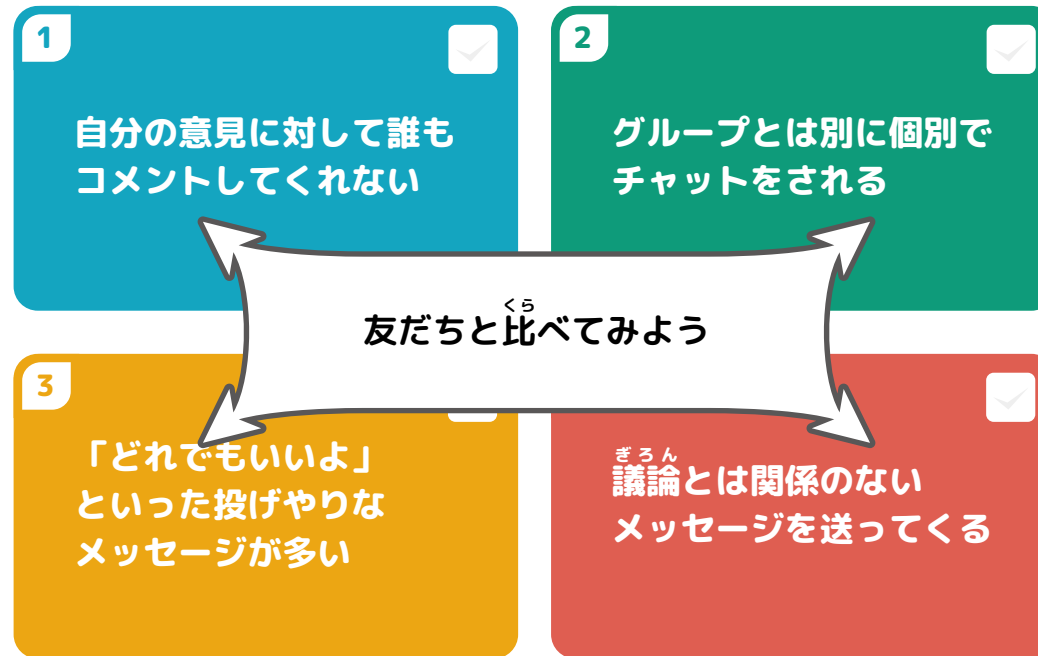 1
自分の意見に対して誰も
コメントしてくれない
2
グループとは別に個別で
チャットをされる
くら
友だちと比べてみよう
3
「どれでもいいよ」
といった投げやりな
メッセージが多い
ぎろん
議論とは関係のない
メッセージを送ってくる